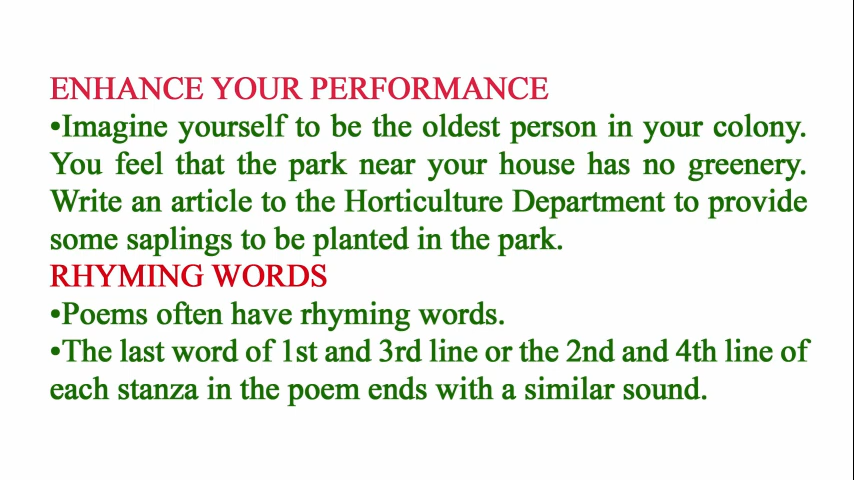 ENHANCE YOUR PERFORMANCE
•Imagine yourself to be the oldest person in your colony.
You feel that the park near your house has no greenery.
Write an article to the Horticulture Department to provide
some saplings to be planted in the park.
RHYMING WORDS
•Poems often have rhyming words.
•The last word of 1st and 3rd line or the 2nd and 4th line of
each stanza in the poem ends with a similar sound.